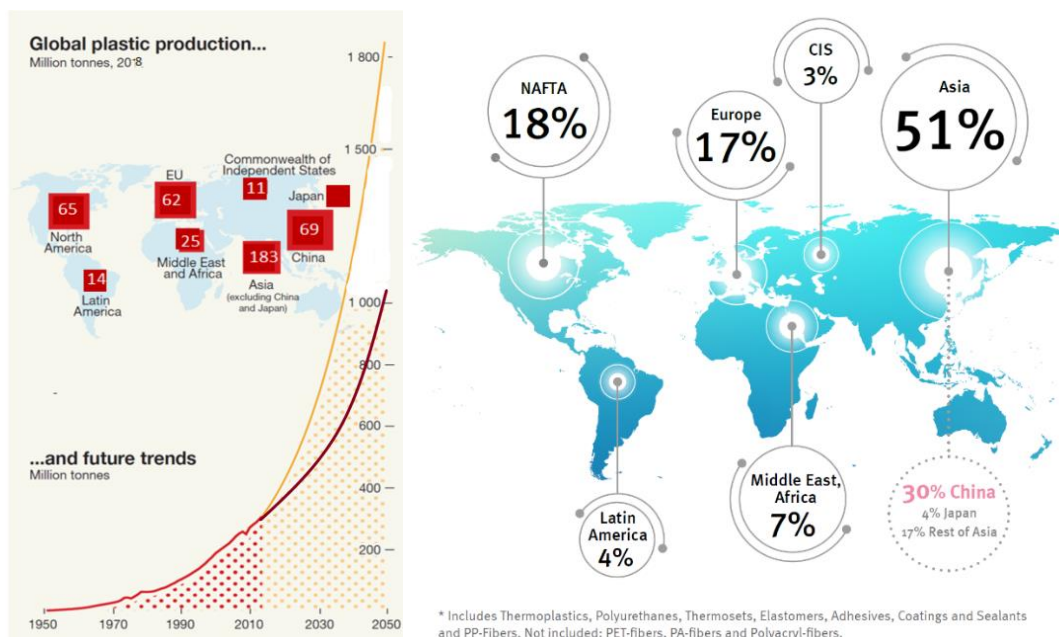 Global plastic production...
Million tonnes, 2018
1 800
1 500
1 000
800
600
400
200
65
North
America
14
Latin
America
EU
62
25
Middle East
and Africa
Commonwealth of
Independent States
11
Japan
69
China
183
Asia
(excluding China
and Japan)
...and future trends
Million tonnes
1950
1970
1990
2010
2030
2050
NAFTA
18%
Europe
17%
CIS
3%
Asia
51%
Latin
America
4%
Middle East,
Africa
7%
30% China
4% Japan
17% Rest of Asia
* Includes Thermoplastics, Polyurethanes, Thermosets, Elastomers, Adhesives, Coatings and Sealants
and PP-Fibers. Not included: PET-fibers, PA-fibers and Polyacryl-fibers.